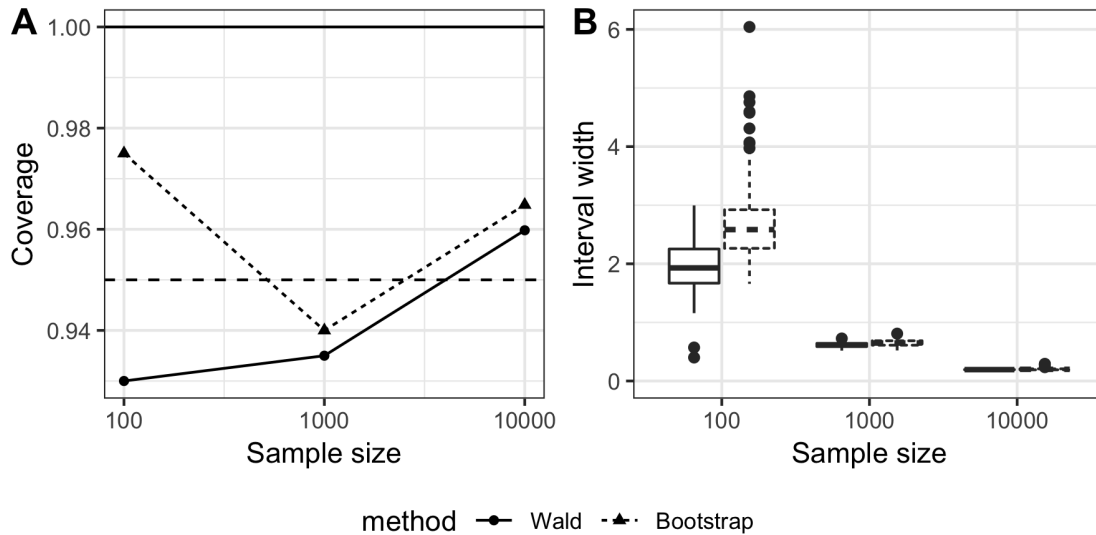 A
1.00
0.98
0.96
0.94
Coverage
100
1000
10000
Sample size
B
6
4
2
0
Interval width
100
1000
10000
Sample size
method Wald Bootstrap